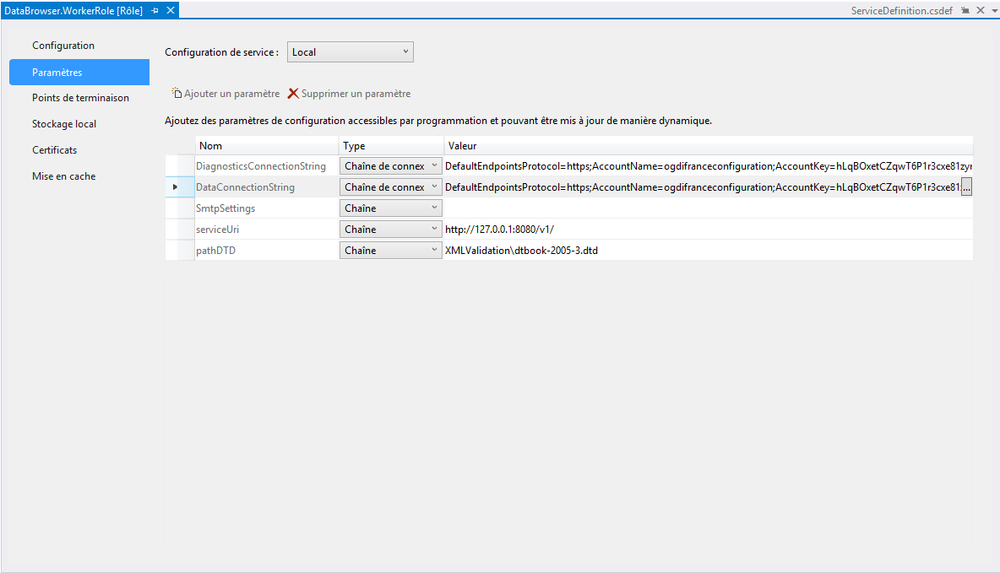 DataBrowser.WorkerRole [Rôle]
ServiceDefinition.csdef
Configuration
Paramètres
Points de terminaison
Stockage local
Certificats
Mise en cache
Configuration de service : Local
Ajouter un paramètre Supprimer un paramètre
Ajoutez des paramètres de configuration accessibles par programmation et pouvant être mis à jour de manière dynamique.
Nom Type Valeur
DiagnosticsConnectionString Chaîne de connex DefaultEndpointsProtocol=https;AccountName=ogdifranceconfiguration;AccountKey=hLqBOxetCZqwT6P1r3cxe81zyr
DataConnectionString Chaîne de connex DefaultEndpointsProtocol=https;AccountName=ogdifranceconfiguration;AccountKey=hLqBOxetCZqwT6P1r3cxe81 ...
SmtpSettings Chaîne
serviceUri Chaîne http://127.0.0.1:8080/v1/
pathDTD Chaîne XMLValidation\dtbook-2005-3.dtd